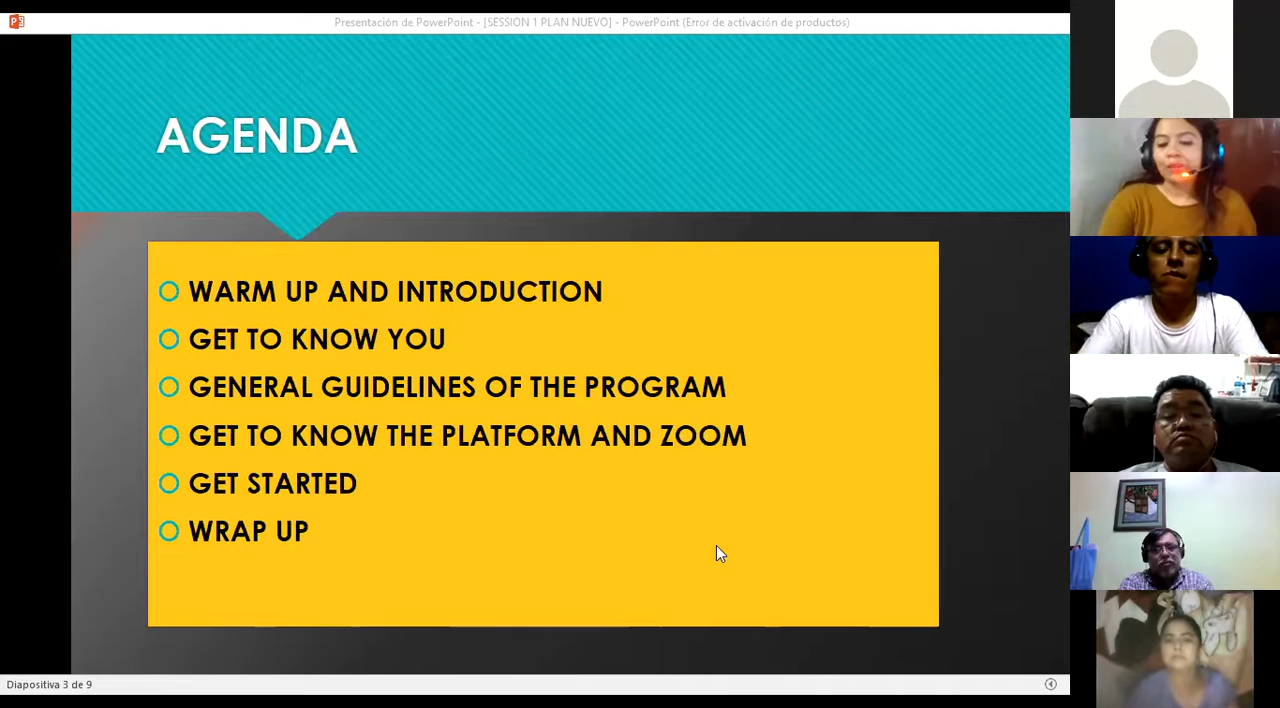 Presentación de PowerPoint - [SESSION 1 PLAN NUEVO] - PowerPoint (Error de activación de productos)
AGENDA
WARM UP AND INTRODUCTION
GET TO KNOW YOU
GENERAL GUIDELINES OF THE PROGRAM
GET TO KNOW THE PLATFORM AND ZOOM
GET STARTED
WRAP UP
Diapositiva 3 de 9